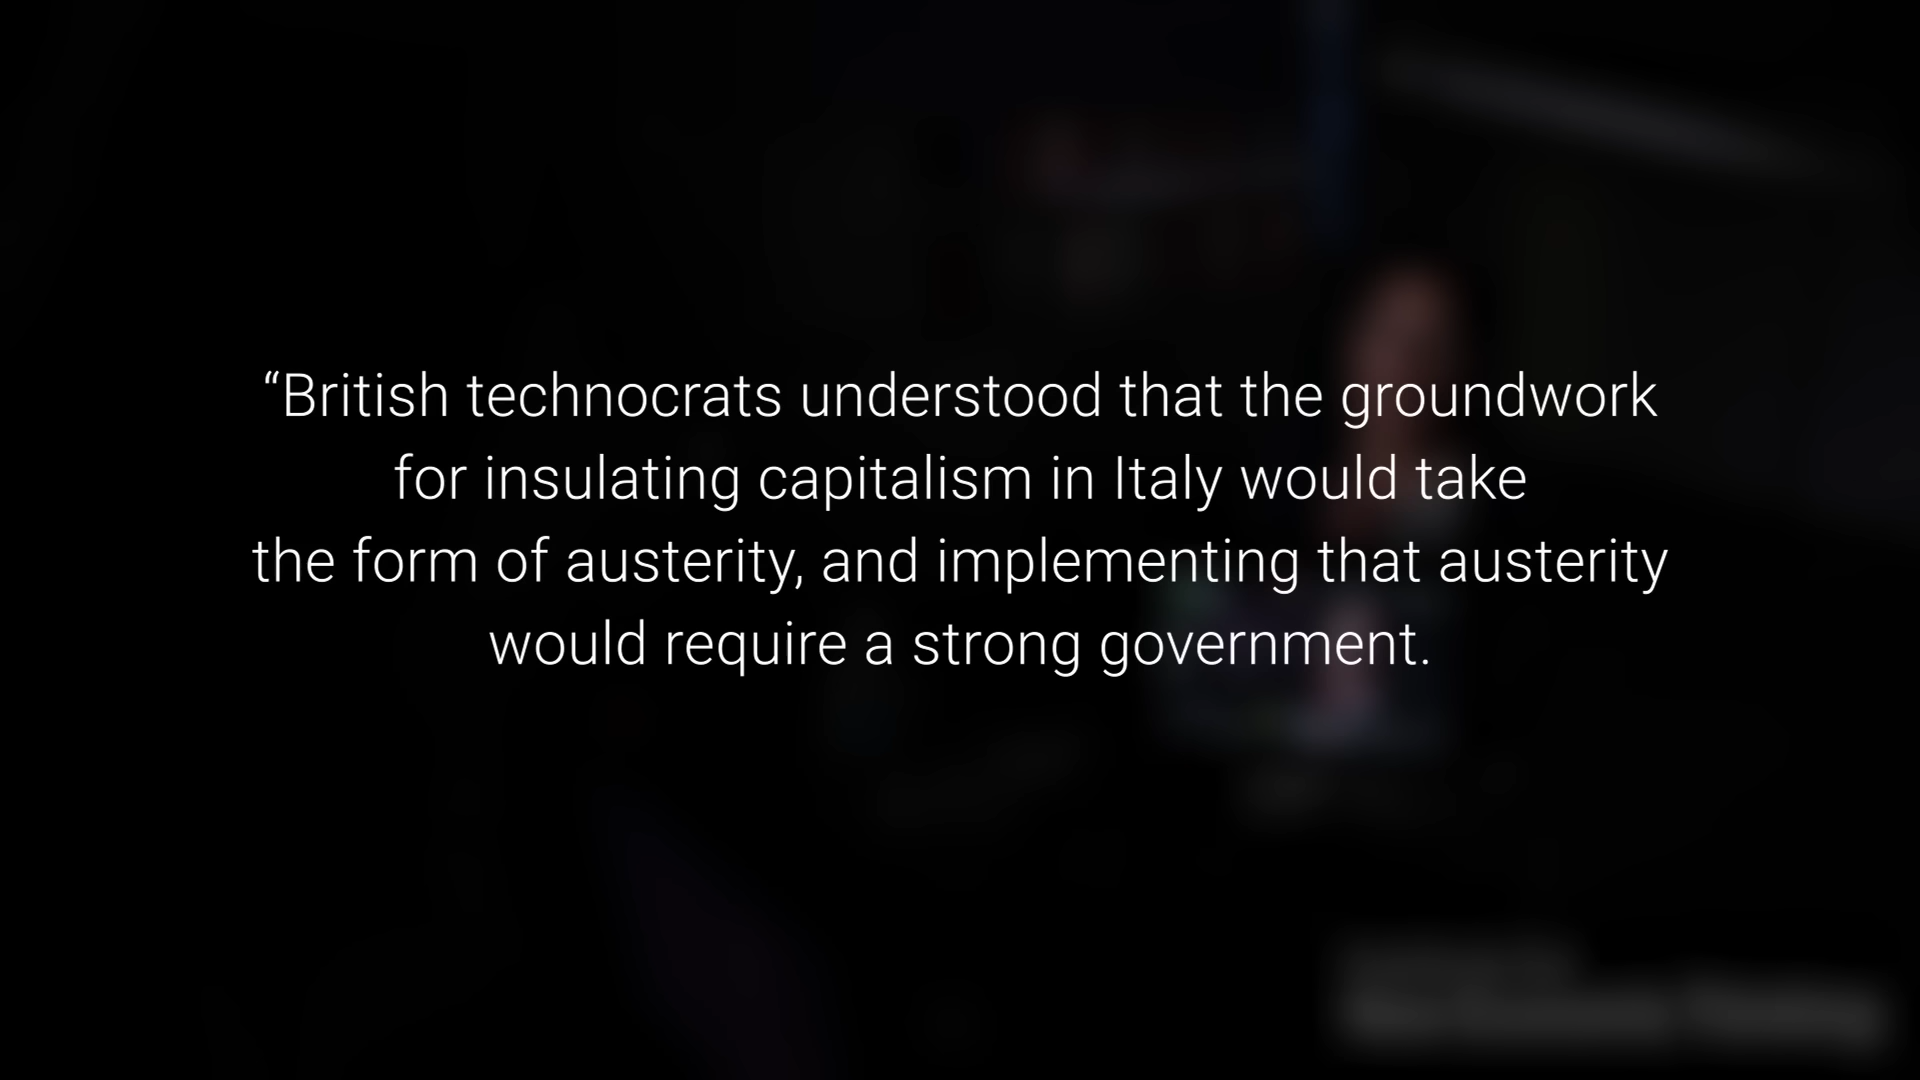 “British technocrats understood that the groundwork
for insulating capitalism in Italy would take
the form of austerity, and implementing that austerity
would require a strong government.